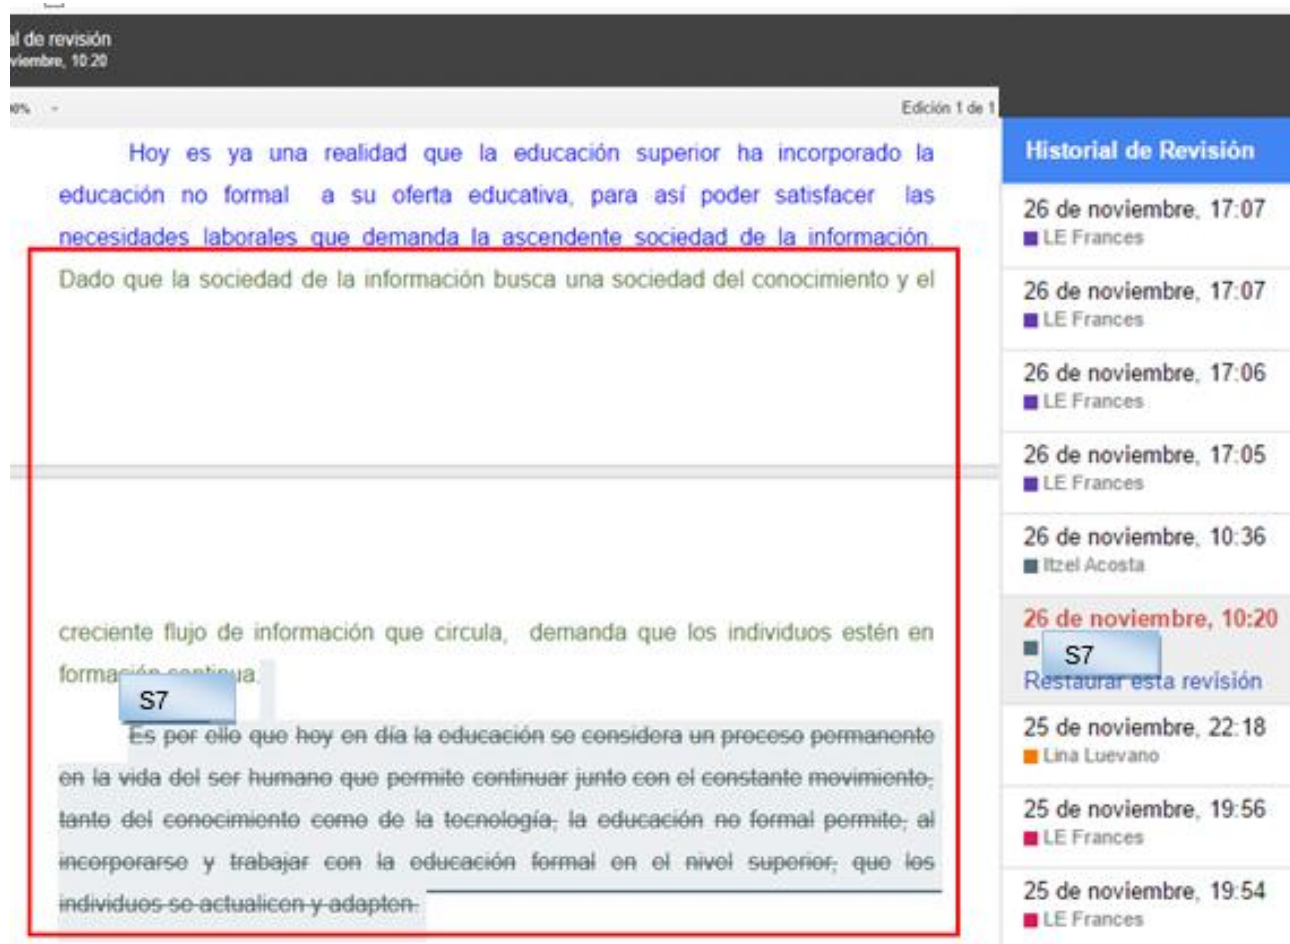 al de revisión
viembre, 10:20
Edición 1 de 1
Hoy es ya una realidad que la educación superior ha incorporado la
educación no formal a su oferta educativa, para así poder satisfacer las
necesidades laborales que demanda la ascendente sociedad de la información.
Dado que la sociedad de la información busca una sociedad del conocimiento y el
creciente flujo de información que circula, demanda que los individuos estén en
formación continua.
S7
Es por ello que hoy en día la educación se considera un proceso permanente
en la vida del ser humano que permite continuar junto con el constante movimiento,
tanto del conocimiento como de la tecnología, la educación no formal permite, al
incorporarse y trabajar con la educación formal en el nivel superior, que los
individuos se actualicen y adapten.
Historial de Revisión
26 de noviembre, 17:07
LE Frances
26 de noviembre, 17:07
LE Frances
26 de noviembre, 17:06
LE Frances
26 de noviembre, 17:05
LE Frances
26 de noviembre, 10:36
Itzel Acosta
26 de noviembre, 10:20
S7
Restaurar esta revisión
25 de noviembre, 22:18
Lina Luevano
25 de noviembre, 19:56
LE Frances
25 de noviembre, 19:54
LE Frances